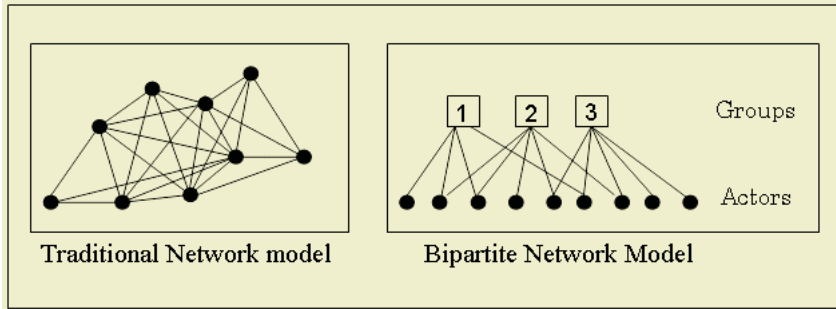 1 2 3 Groups
Actors
Traditional Network model
Bipartite Network Model